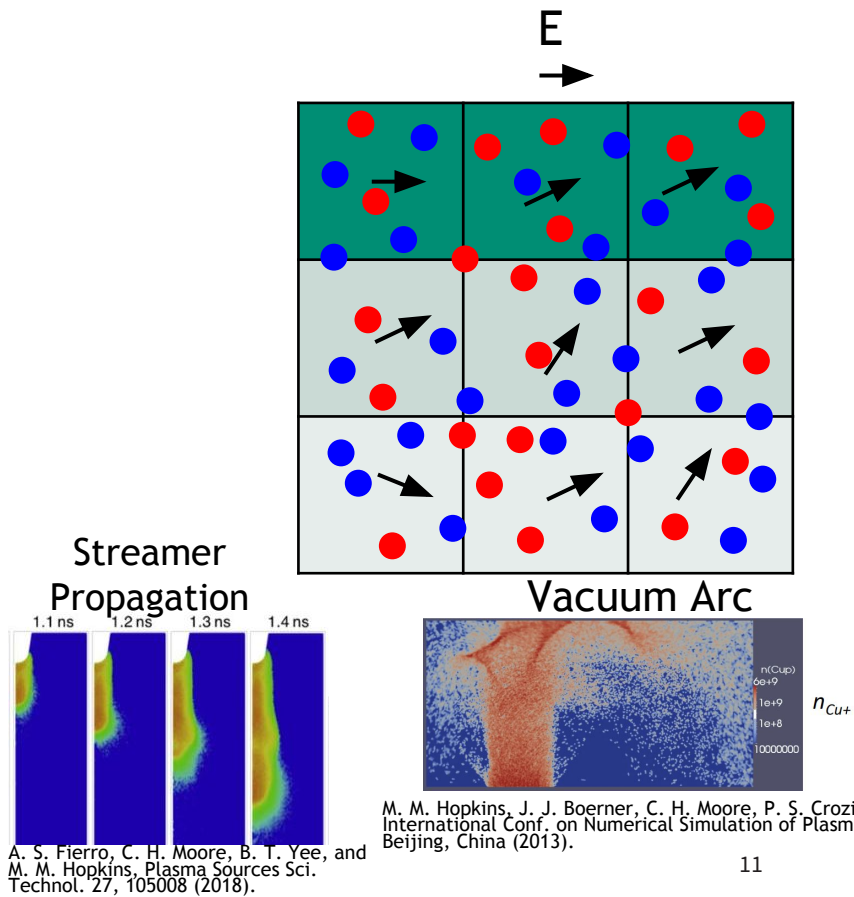 E
Streamer
Propagation
1.1 ns
1.2 ns
1.3 ns
1.4 ns
A. S. Fierro, C. H. Moore, B. T. Yee, and
M. M. Hopkins, Plasma Sources Sci.
Technol. 27, 105008 (2018).
Vacuum Arc
n(Cup)
6e+9
1e+9
1e+8
10000000
nCu+
M. M. Hopkins, J. J. Boerner, C. H. Moore, P. S. Crozi
International Conf. on Numerical Simulation of Plasm
Beijing, China (2013).
11